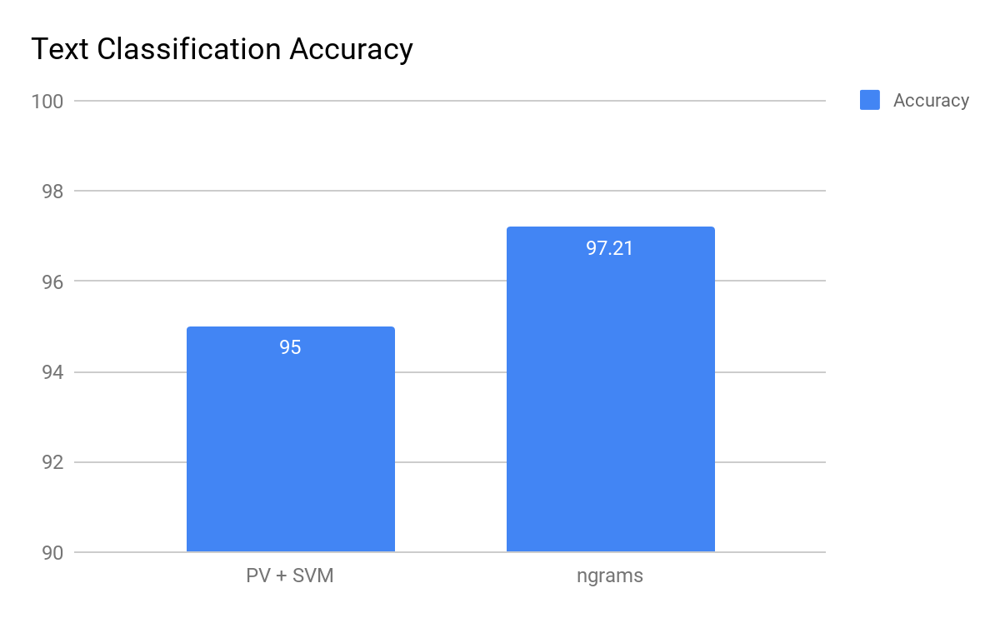 Text Classification Accuracy
100
Accuracy
98
97.21
96
95
94
92
90
PV + SVM
ngrams